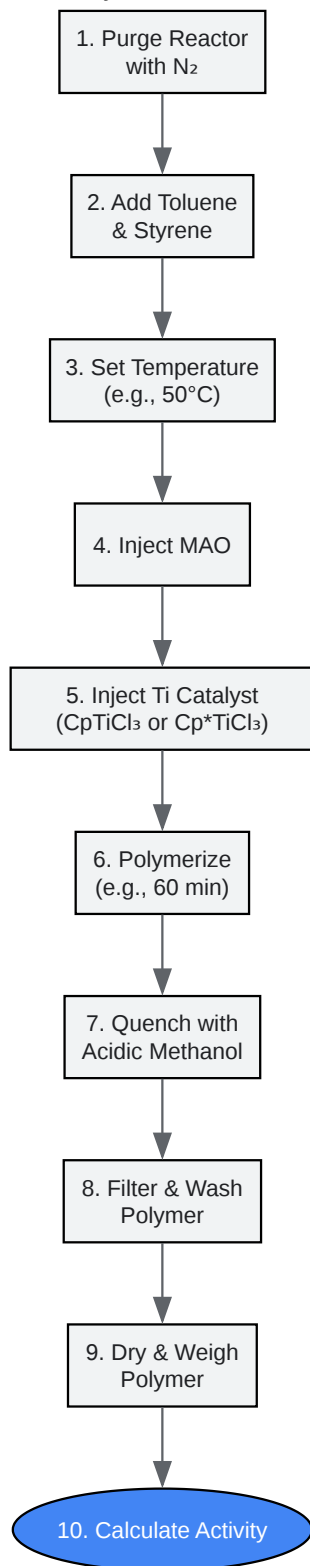 1. Purge Reactor
with N₂
2. Add Toluene
& Styrene
3. Set Temperature
(e.g., 50°C)
4. Inject MAO
5. Inject Ti Catalyst
(CpTiCl₃ or Cp*TiCl₃)
6. Polymerize
(e.g., 60 min)
7. Quench with
Acidic Methanol
8. Filter & Wash
Polymer
9. Dry & Weigh
Polymer
10. Calculate Activity